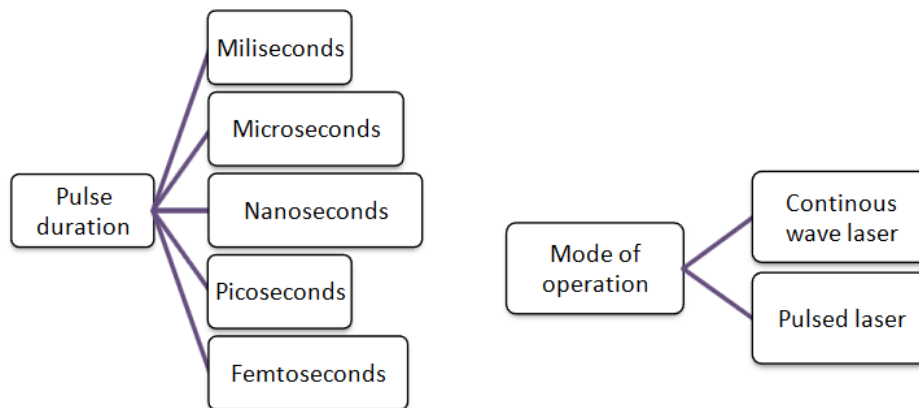 Miliseconds
Microseconds
Pulse
duration
Nanoseconds
Picoseconds
Femtoseconds
Mode of
operation
Continous
wave laser
Pulsed laser